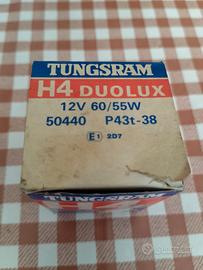 TUNGSRAM
H4 DUOLUX
12V 60/55W
50440 P43t-38
E1 2D7